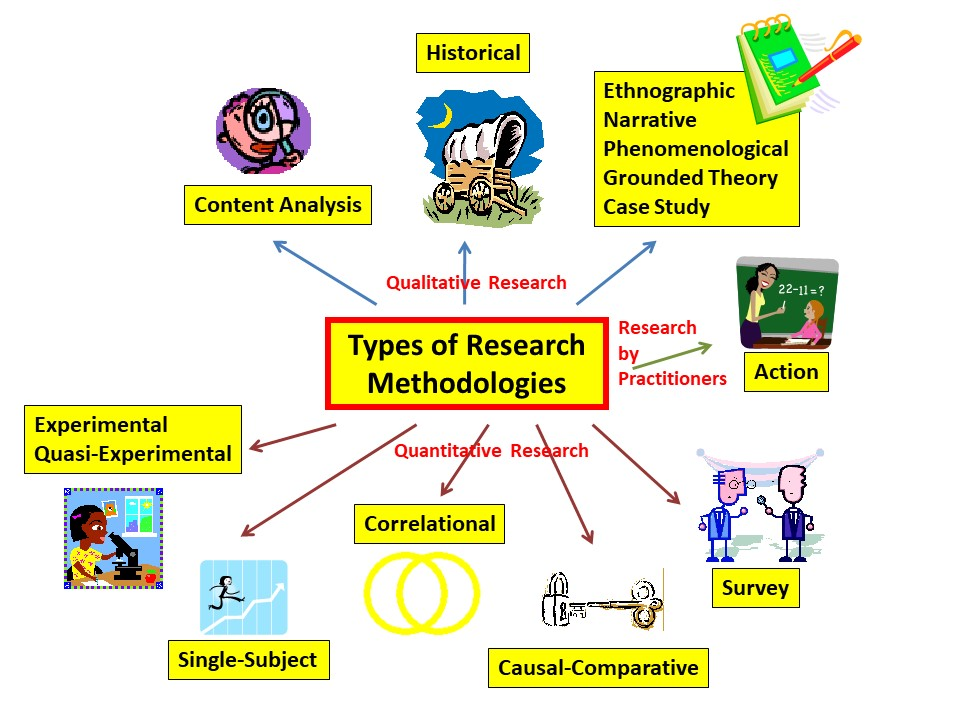 Historical
Ethnographic
Narrative
Phenomenological
Grounded Theory
Case Study
Content Analysis
Qualitative Research
22-11=?
Types of Research
Methodologies
Research
by
Practitioners
Action
Experimental
Quasi-Experimental
Quantitative Research
Correlational
Survey
Single-Subject
Causal-Comparative